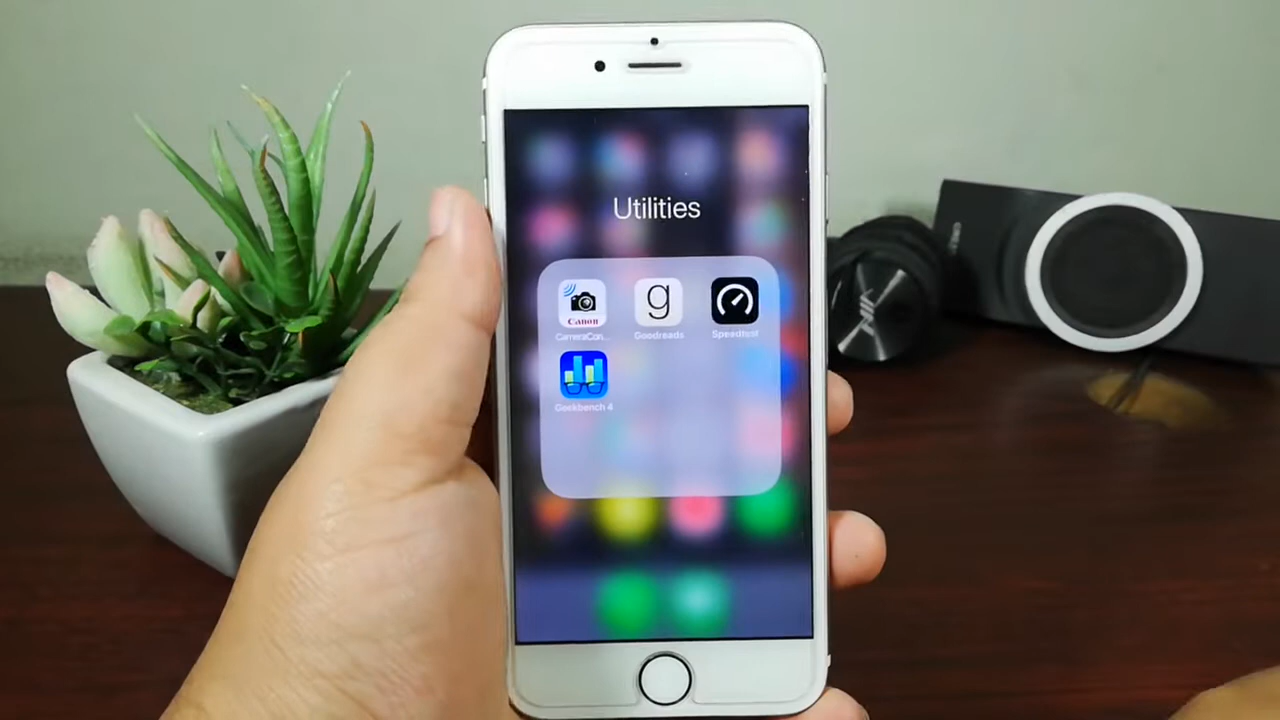 Utilities
Canon
CameraCon...
g
Goodreads
Speedtest
Geekbench 4